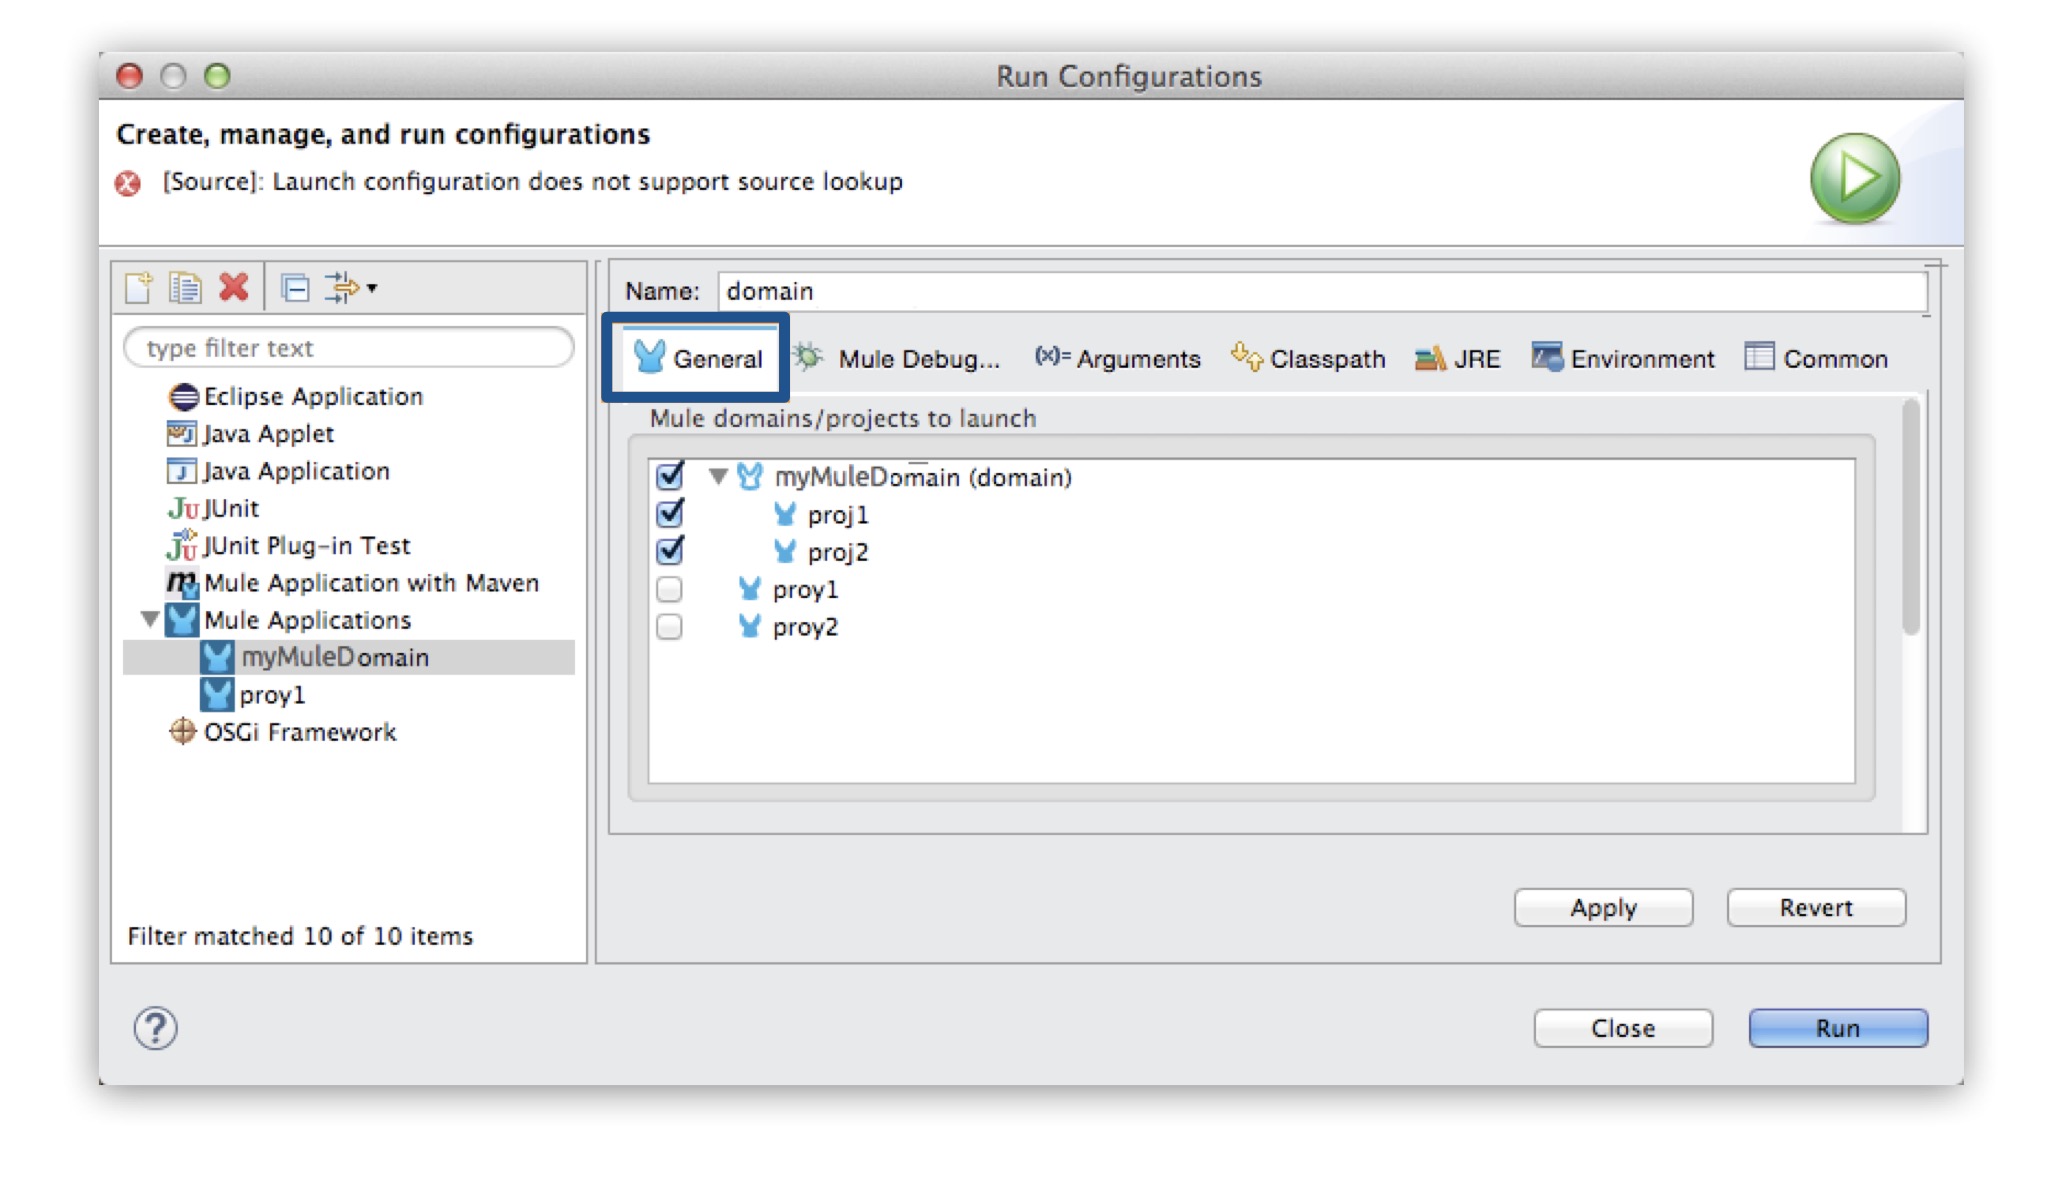 Run Configurations
Create, manage, and run configurations
[Source]: Launch configuration does not support source lookup
type filter text
Eclipse Application
Java Applet
Java Application
JUnit
JUnit Plug-in Test
Mule Application with Maven
Mule Applications
myMuleDomain
proy1
OSGi Framework
Filter matched 10 of 10 items
Name: domain
General Mule Debug... (x)= Arguments Classpath JRE Environment Common
Mule domains/projects to launch
myMuleDomain (domain)
proj1
proj2
proy1
proy2
Apply Revert
Close Run